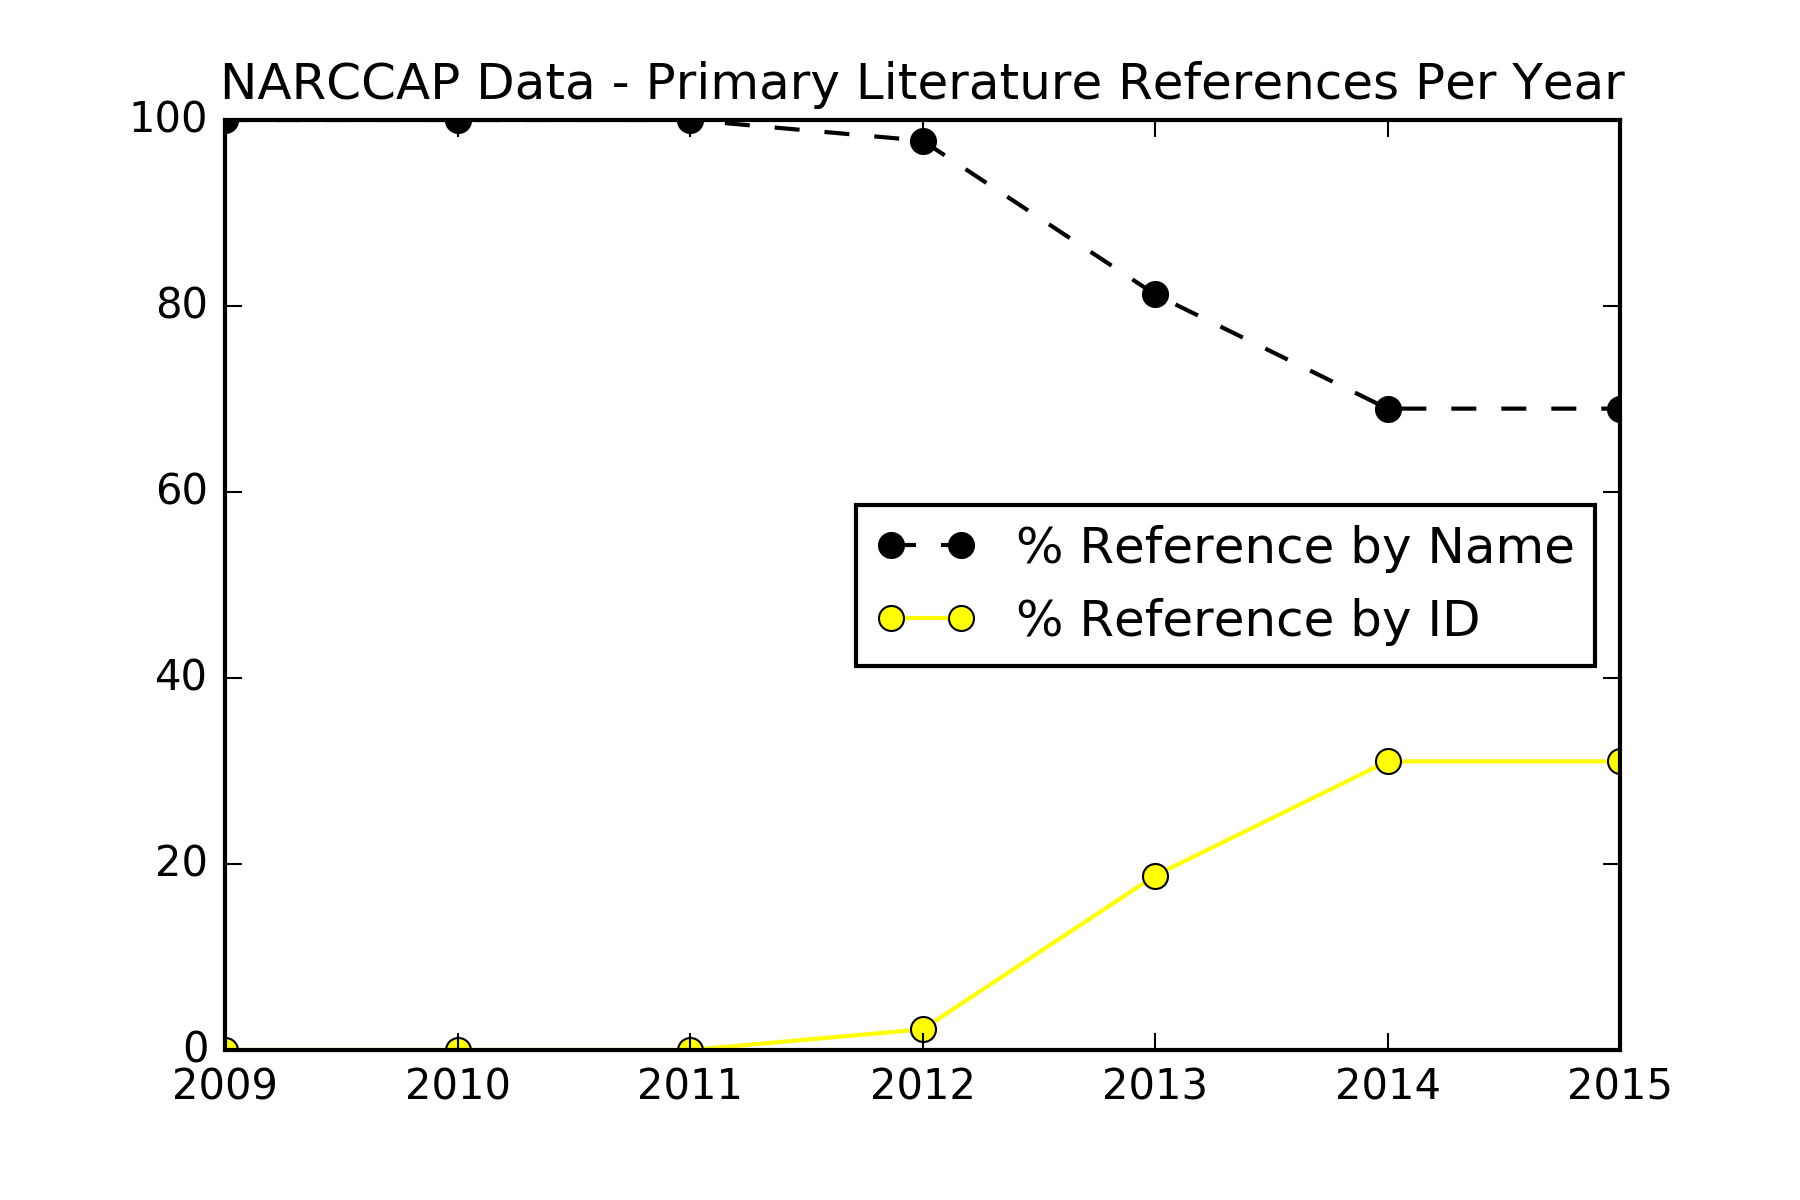 NARCCAP Data - Primary Literature References Per Year
100
80
60
% Reference by Name
% Reference by ID
40
20
0
2009 2010 2011 2012 2013 2014 2015